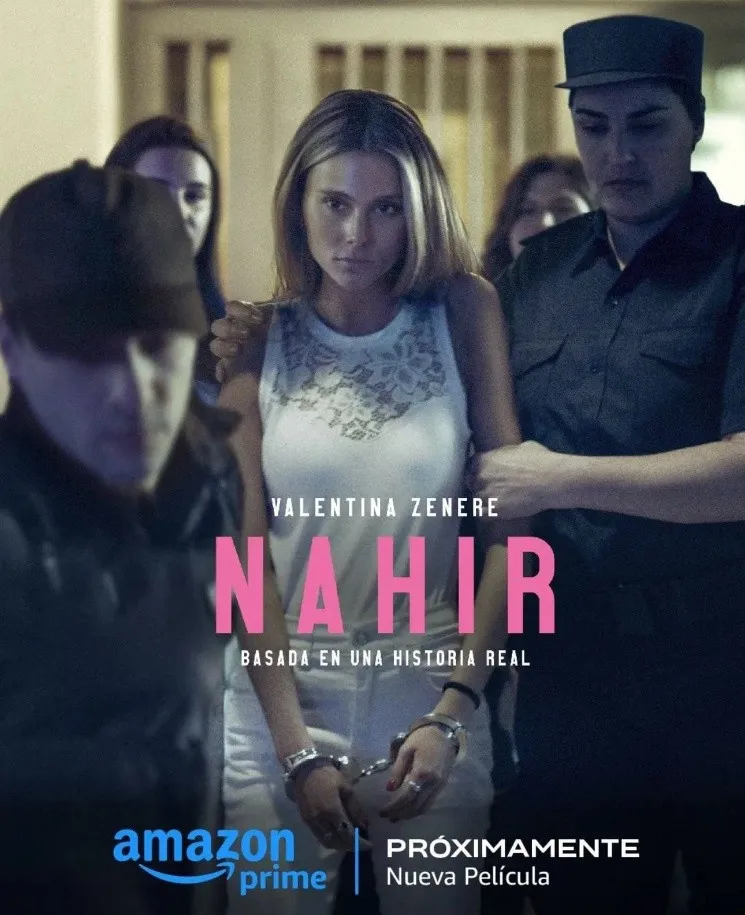 VALENTINA ZENERE
NAHIR
BASADA EN UNA HISTORIA REAL
amazon prime
PRÓXIMAMENTE
Nueva Película